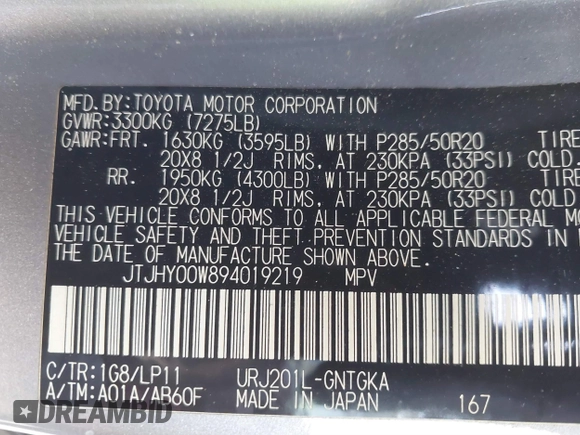 MFD. BY:TOYOTA MOTOR CORPORATION
GVWR:3300KG (7275LB)
GAWR:FRT. 1630KG (3595LB) WITH P285/50R20 TIRE
20X8 1/2J RIMS. AT 230KPA (33PSI) COLD
RR. 1950KG (4300LB) WITH P285/50R20 TIRE
20X8 1/2J RIMS. AT 230KPA (33PSI) COLD
THIS VEHICLE CONFORMS TO ALL APPLICABLE FEDERAL MO
VEHICLE SAFETY AND THEFT PREVENTION STANDARDS IN
THE DATE OF MANUFACTURE SHOWN ABOVE.
JTJHY00W894019219 MPV
C/TR:1G8/LP11 URJ201L-GNTGKA
A/TM:A01A/AB60F MADE IN JAPAN 167
DREAMBID